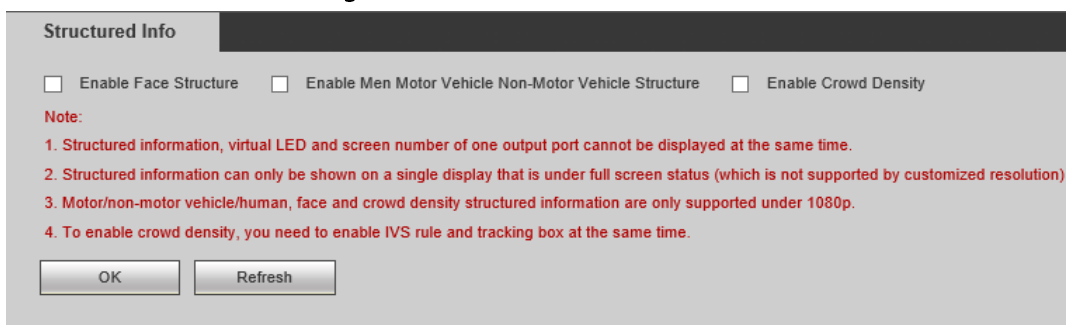 Structured Info
Enable Face Structure Enable Men Motor Vehicle Non-Motor Vehicle Structure Enable Crowd Density
Note:
1. Structured information, virtual LED and screen number of one output port cannot be displayed at the same time.
2. Structured information can only be shown on a single display that is under full screen status (which is not supported by customized resolution)
3. Motor/non-motor vehicle/human, face and crowd density structured information are only supported under 1080p.
4. To enable crowd density, you need to enable IVS rule and tracking box at the same time.
OK Refresh